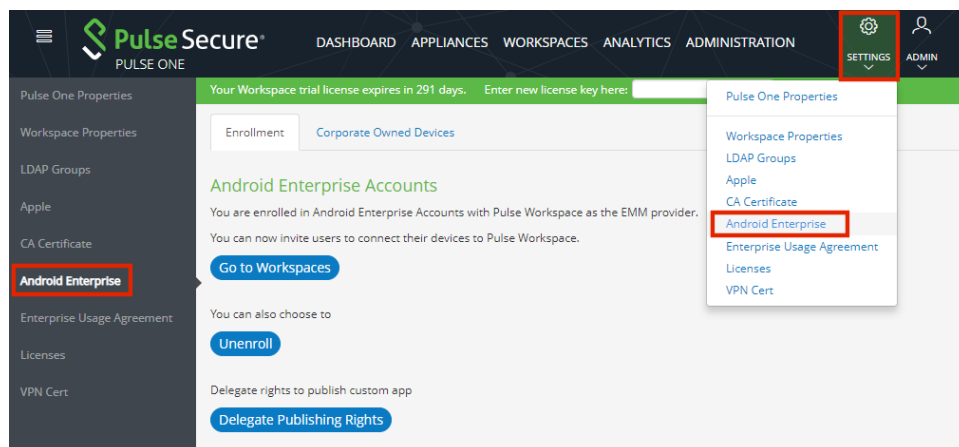 Pulse Secure®
PULSE ONE
DASHBOARD APPLIANCES WORKSPACES ANALYTICS ADMINISTRATION
SETTINGS
ADMIN
Pulse One Properties
Workspace Properties
LDAP Groups
Apple
CA Certificate
Android Enterprise
Enterprise Usage Agreement
Licenses
VPN Cert
Your Workspace trial license expires in 291 days. Enter new license key here:
Enrollment Corporate Owned Devices
Android Enterprise Accounts
You are enrolled in Android Enterprise Accounts with Pulse Workspace as the EMM provider.
You can now invite users to connect their devices to Pulse Workspace.
Go to Workspaces
You can also choose to
Unenroll
Delegate rights to publish custom app
Delegate Publishing Rights
Pulse One Properties
Workspace Properties
LDAP Groups
Apple
CA Certificate
Android Enterprise
Enterprise Usage Agreement
Licenses
VPN Cert